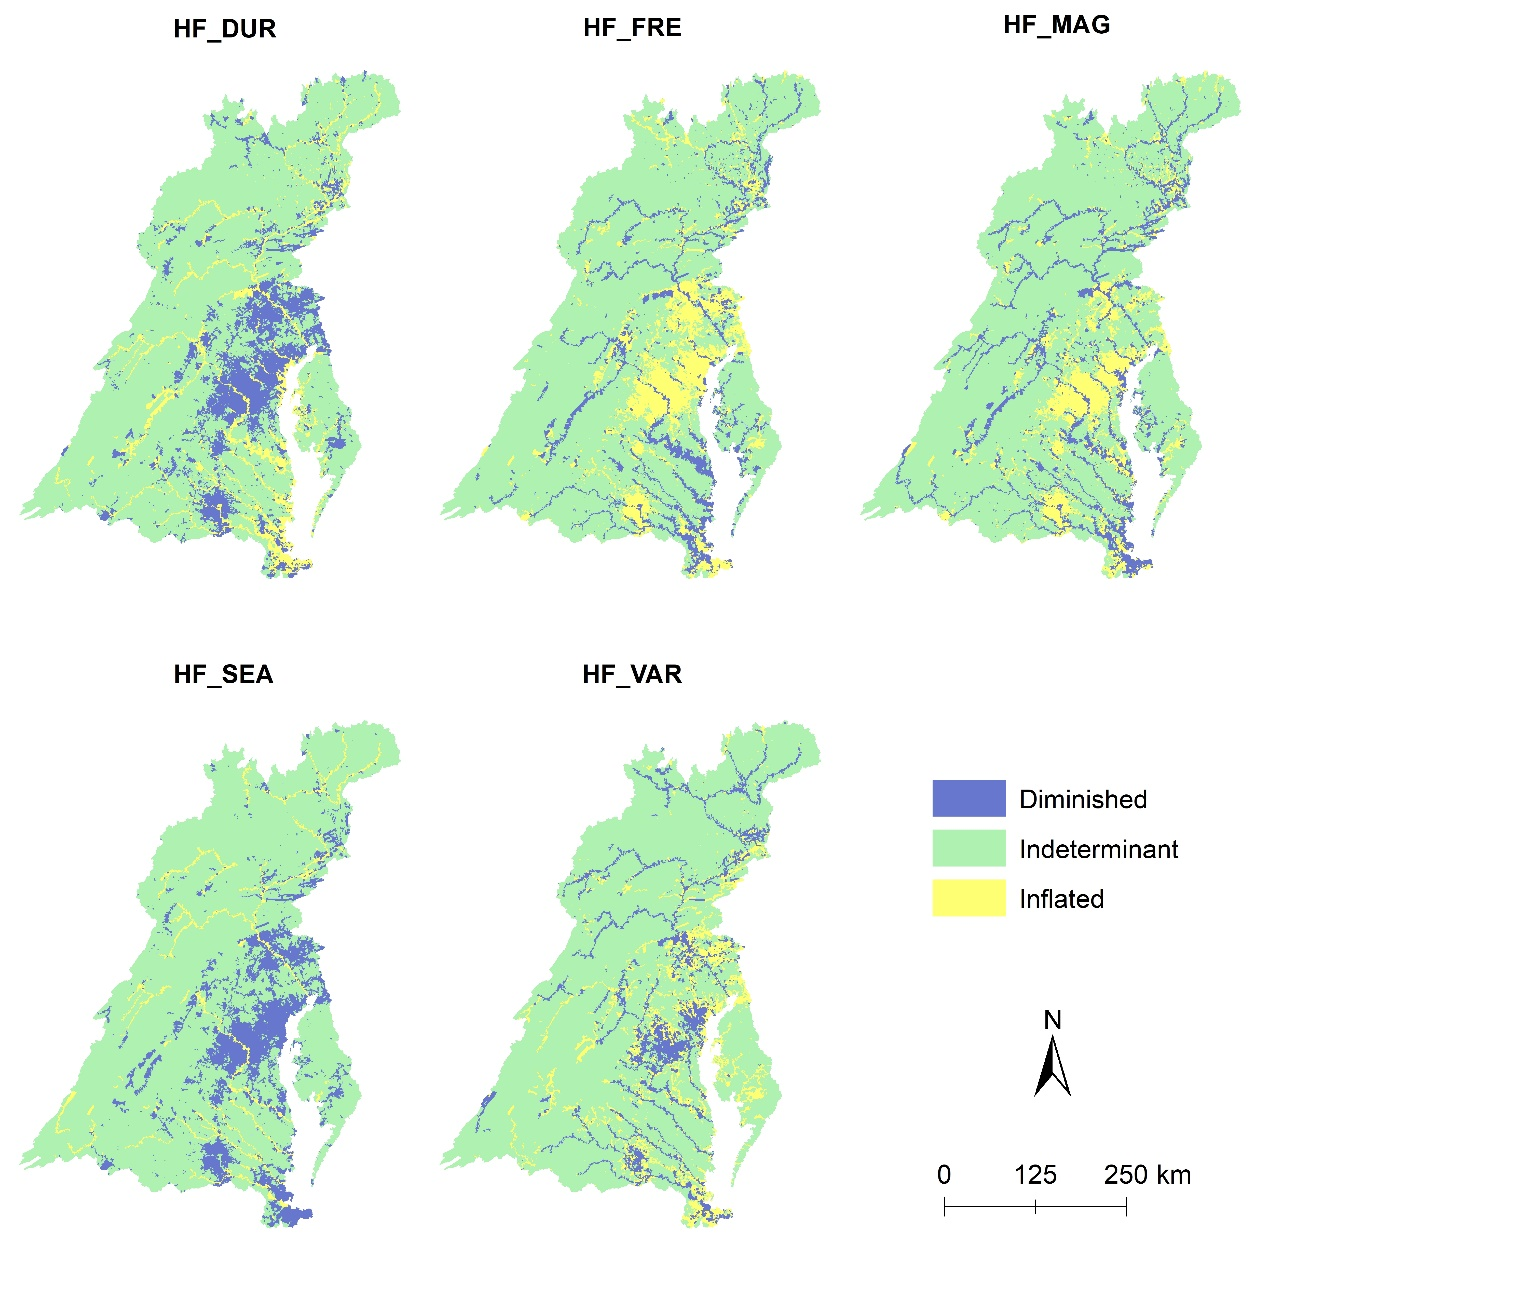 HF_DUR
HF_FRE
HF_MAG
HF_SEA
HF_VAR
Diminished
Indeterminant
Inflated
N
0 125 250 km